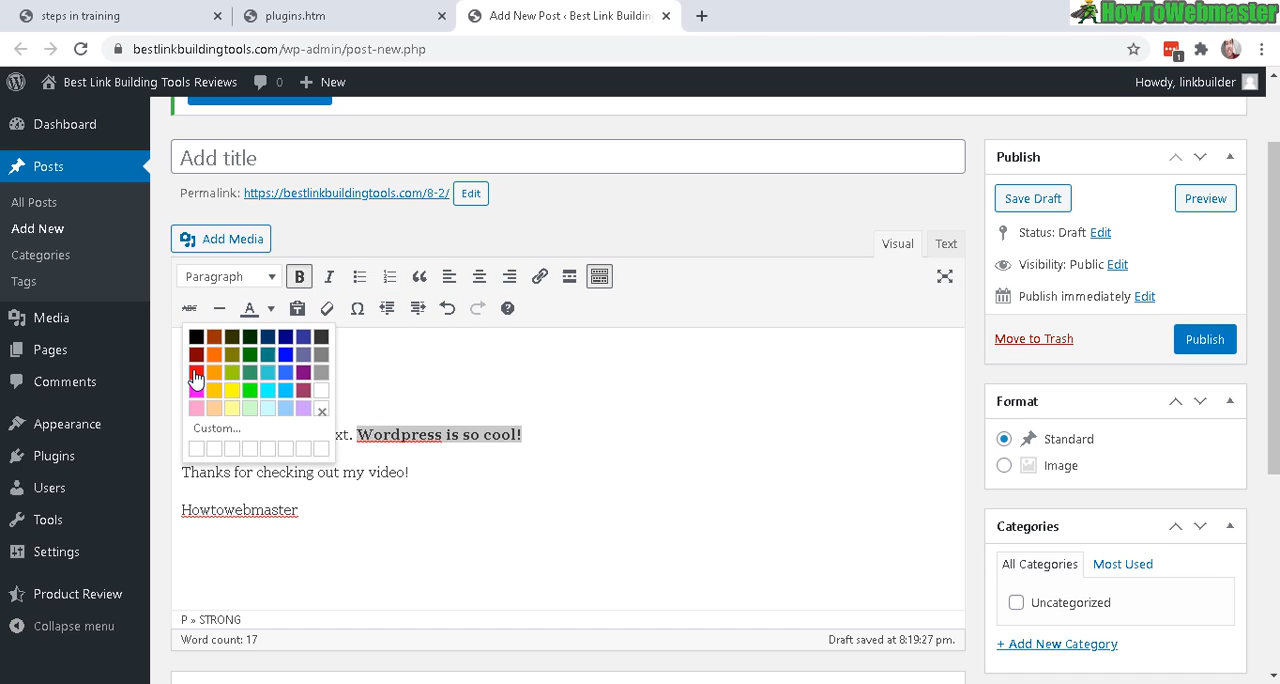 steps in training
plugins.htm
Add New Post ‹ Best Link Buildin
HowToWebmaster
bestlinkbuildingtools.com/wp-admin/post-new.php
1
Best Link Building Tools Reviews
0
New
Howdy, linkbuilder
Dashboard
Posts
All Posts
Add New
Categories
Tags
Media
Pages
Comments
Appearance
Plugins
Users
Tools
Settings
Product Review
Collapse menu
Add title
Permalink: https://bestlinkbuildingtools.com/8-2/ Edit
Add Media
Visual
Text
Paragraph
B I
ABC
A
Custom...
xt. Wordpress is so cool!
Thanks for checking out my video!
Howtowebmaster
P » STRONG
Word count: 17
Draft saved at 8:19:27 pm.
Publish
Save Draft
Preview
Status: Draft Edit
Visibility: Public Edit
Publish immediately Edit
Move to Trash
Publish
Format
Standard
Image
Categories
All Categories
Most Used
Uncategorized
+ Add New Category